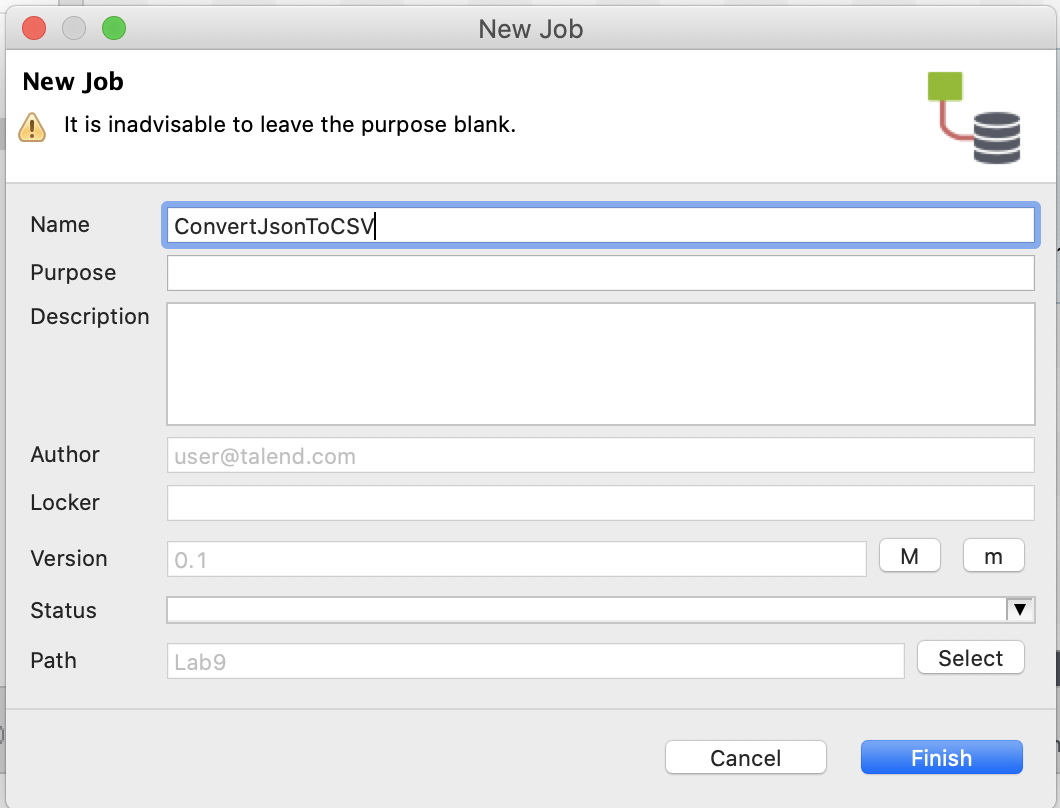 New Job
New Job
It is inadvisable to leave the purpose blank.
Name ConvertJsonToCSV
Purpose
Description
Author user@talend.com
Locker
Version 0.1 M m
Status
Path Lab9 Select
Cancel Finish